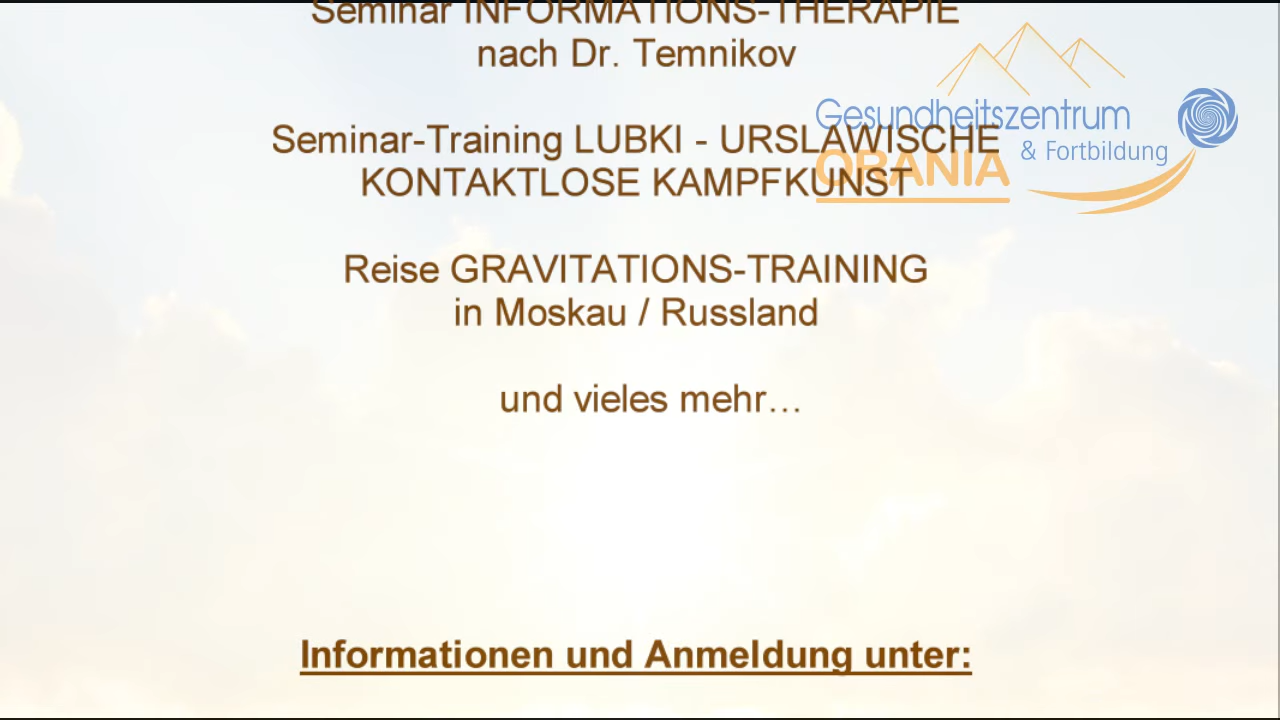 Seminar INFORMATIONS-THERAPIE
nach Dr. Temnikov
Gesundheitszentrum
Seminar-Training LUBKI - URSLAWISCHE
& Fortbildung
KONTAKTLOSE KAMPFKUNST
ORANIA
Reise GRAVITATIONS-TRAINING
in Moskau / Russland
und vieles mehr...
Informationen und Anmeldung unter: